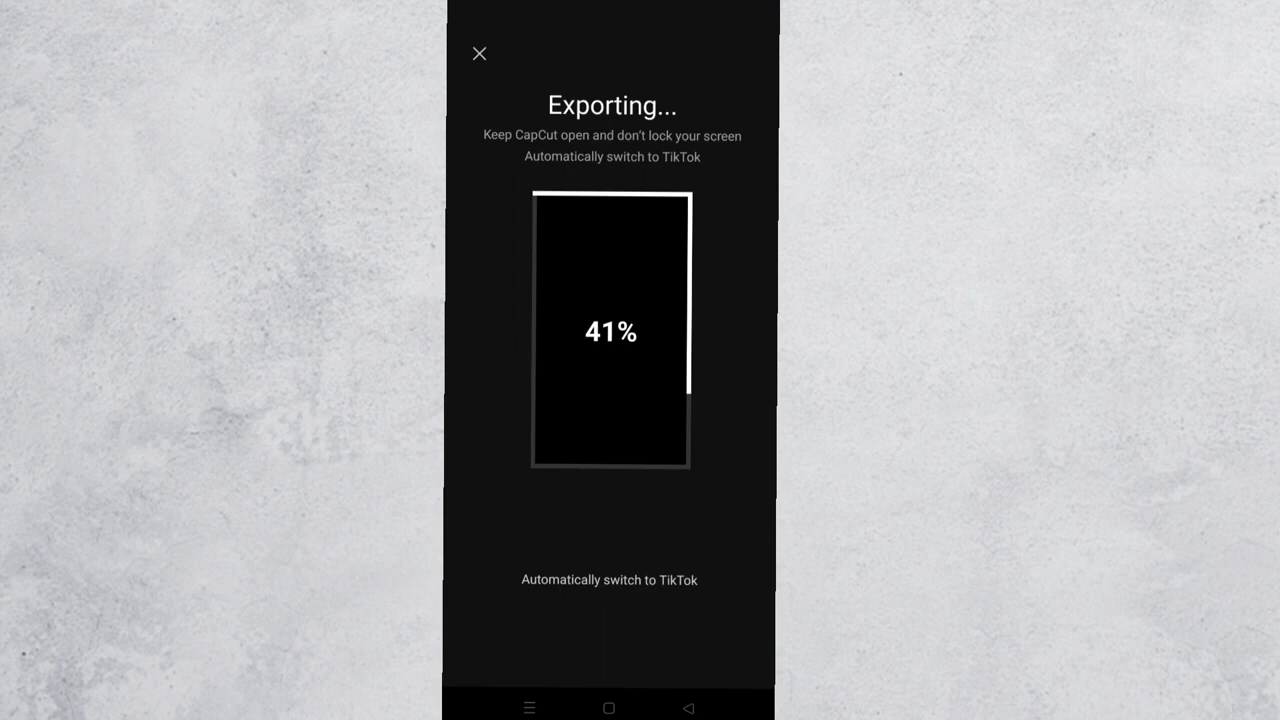 Exporting...
Keep CapCut open and don't lock your screen
Automatically switch to TikTok
41%
Automatically switch to TikTok